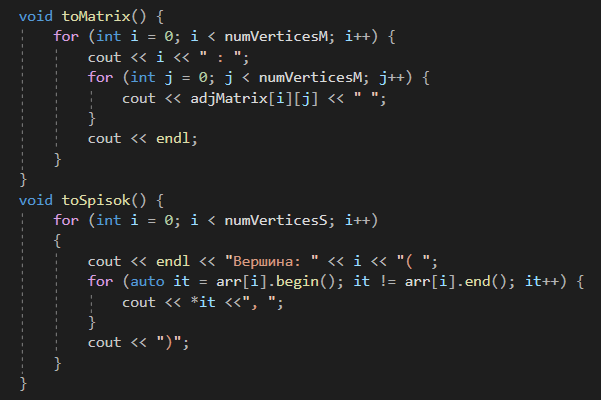 void toMatrix() {
    for (int i = 0; i < numVerticesM; i++) {
        cout << i << " : ";
        for (int j = 0; j < numVerticesM; j++) {
            cout << adjMatrix[i][j] << " ";
        }
        cout << endl;
    }
}
void toSpisok() {
    for (int i = 0; i < numVerticesS; i++)
    {
        cout << endl << "Вершина: " << i << "( ";
        for (auto it = arr[i].begin(); it != arr[i].end(); it++) {
            cout << *it <<", ";
        }
        cout << ")";
    }
}